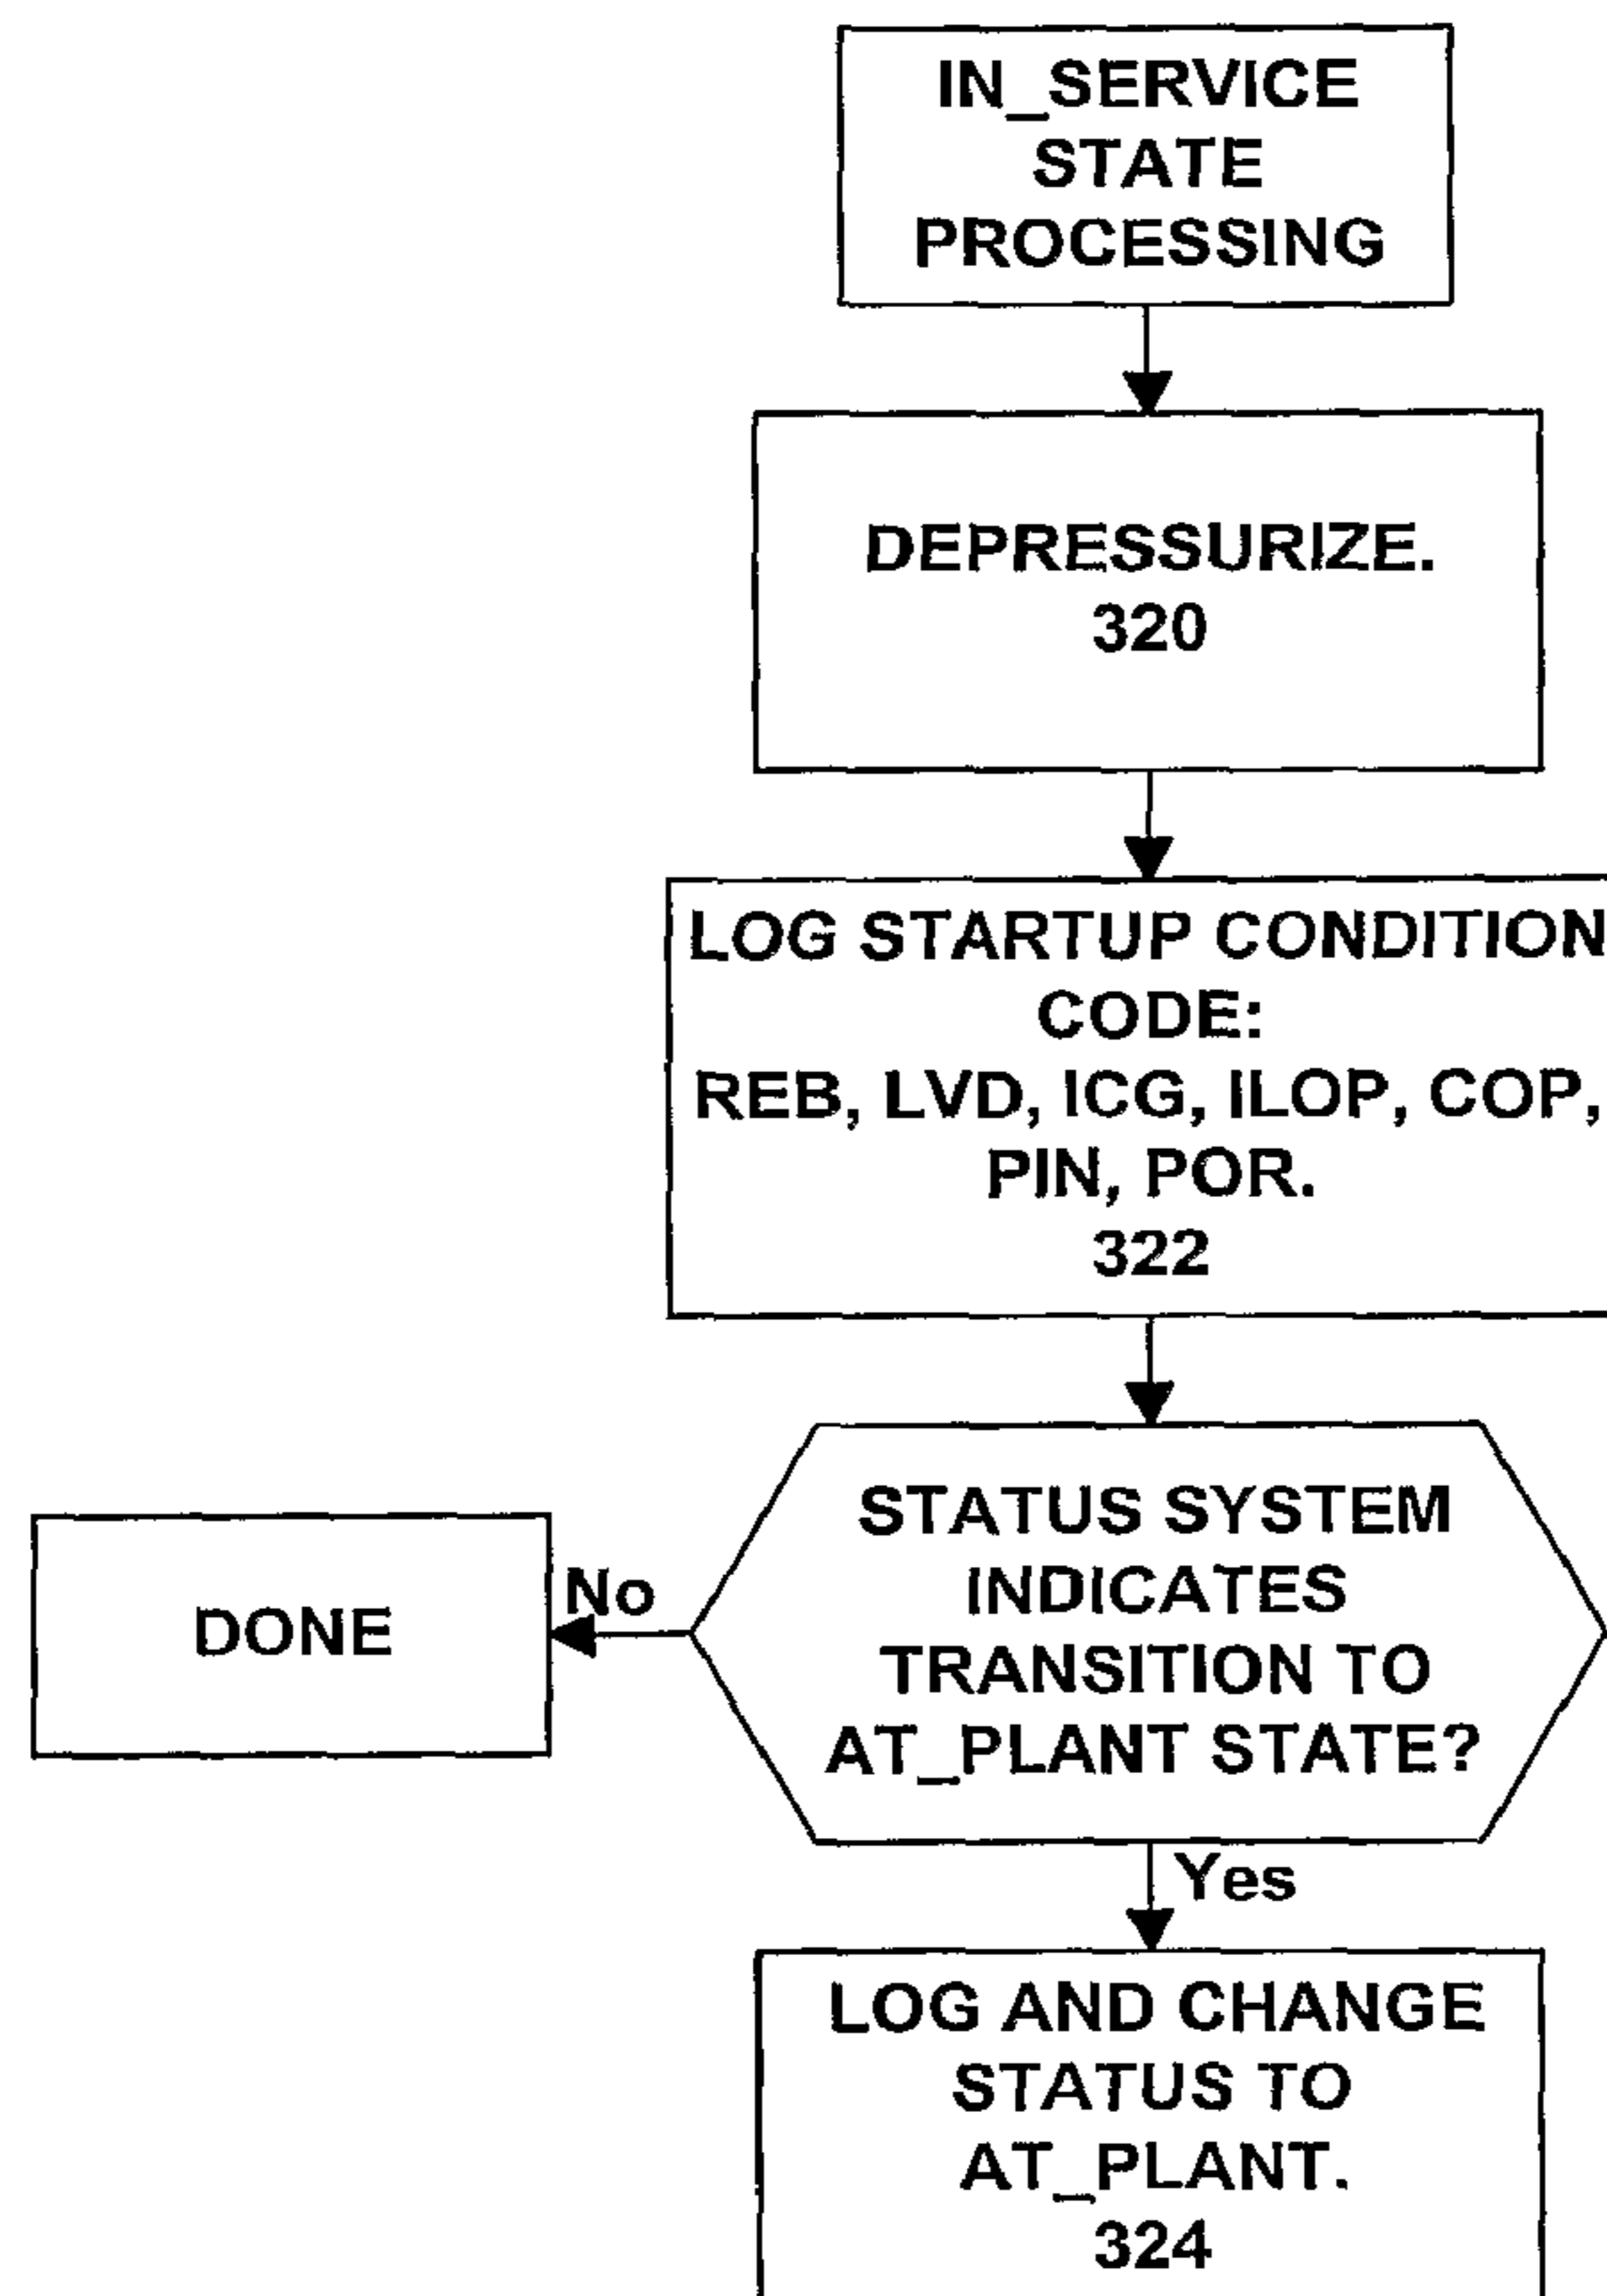 IN_SERVICE
STATE
PROCESSING
DEPRESSURIZE.
320
LOG STARTUP CONDITION
CODE:
REB, LVD, ICG, ILOP, COP,
PIN, POR.
322
STATUS SYSTEM
INDICATES
TRANSITION TO
AT_PLANT STATE?
No
DONE
Yes
LOG AND CHANGE
STATUS TO
AT_PLANT.
324